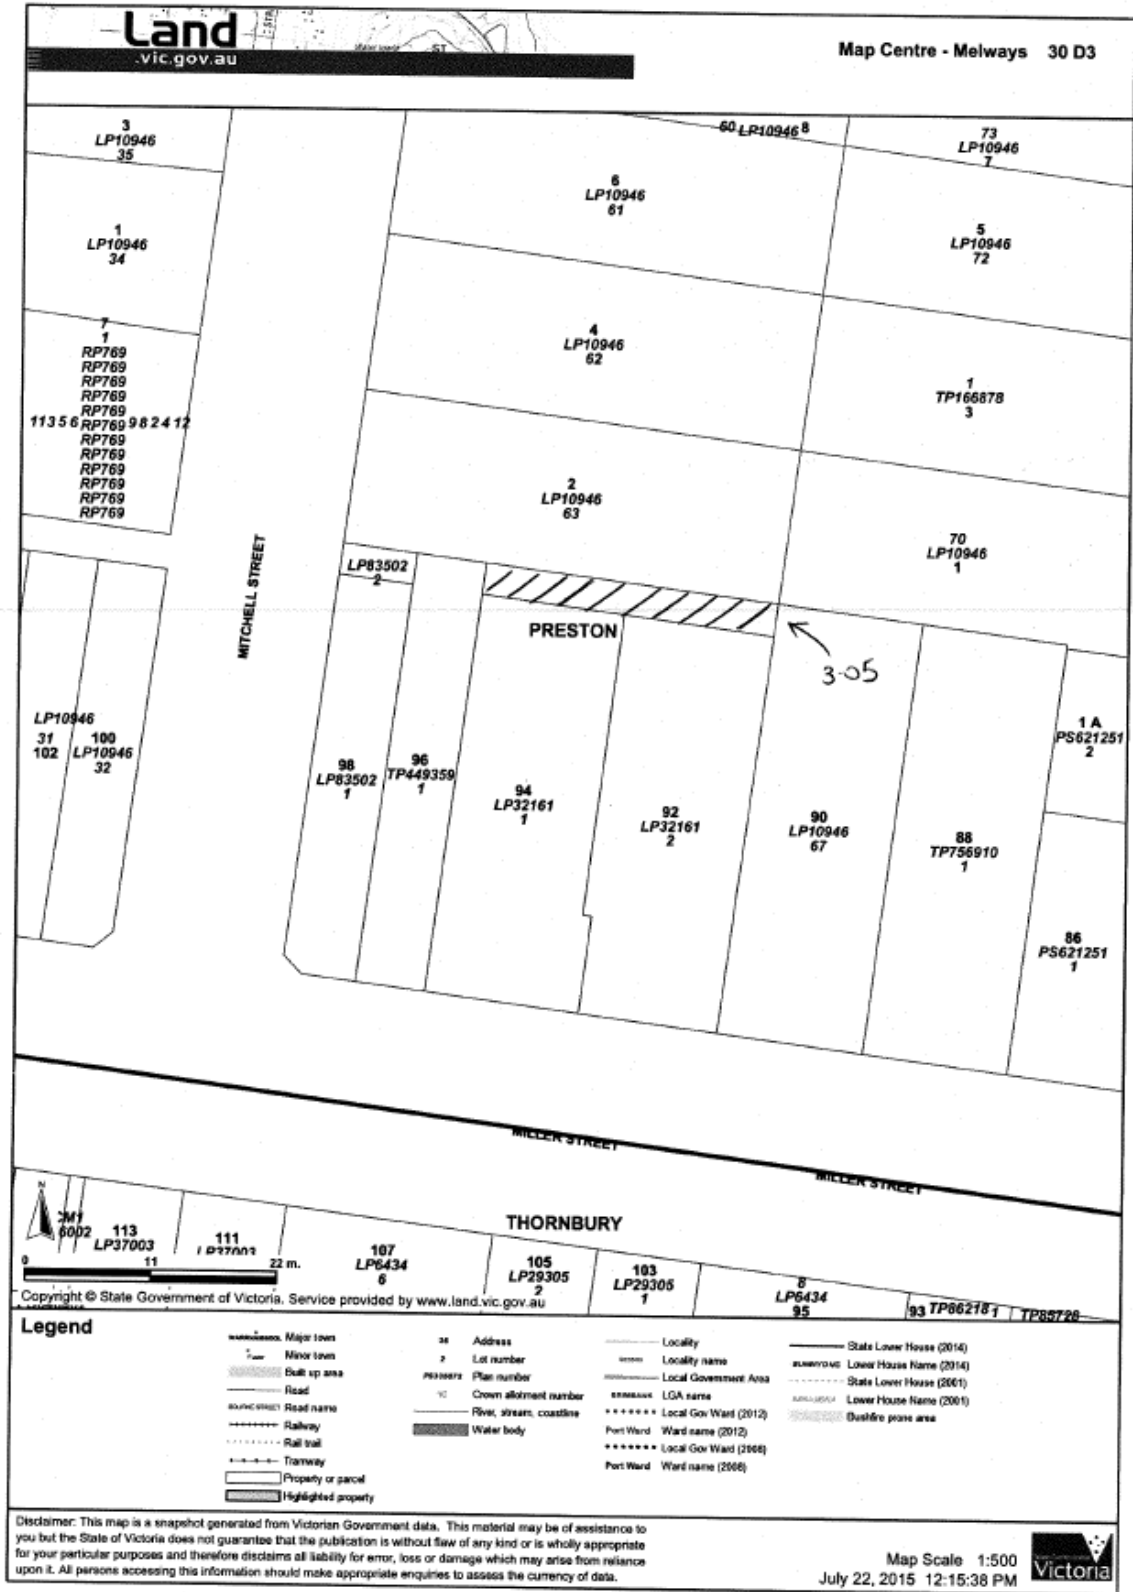 Land
.vic.gov.au
ST
Map Centre - Melways 30 D3
3
LP10946
35
60 LP10946 8
73
LP10946
7
6
LP10946
61
1
LP10946
34
5
LP10946
72
4
LP10946
62
7
1
RP769
RP769
RP769
RP769
RP769
11 3 5 6 RP769 9 8 2 4 12
RP769
RP769
RP769
RP769
RP769
RP769
1
TP166878
3
2
LP10946
63
70
LP10946
1
LP83502
2
MITCHELL STREET
PRESTON
3-05
LP10946
31
102
100
LP10946
32
98
LP83502
1
96
TP449359
1
94
LP32161
1
92
LP32161
2
90
LP10946
67
88
TP756910
1
1 A
PS621251
2
86
PS621251
1
MILLER STREET
MILLER STREET
THORNBURY
N
CM1
6002
113
LP37003
111
LP37003
107
LP6434
6
105
LP29305
2
103
LP29305
1
8
LP6434
95
93 TP86218 1
TP85728
0 11 22 m.
Copyright © State Government of Victoria. Service provided by www.land.vic.gov.au
Legend
Major town
Minor town
Built up area
Road
Road name
Railway
Rail trail
Tramway
Property or parcel
Highlighted property
36 Address
2 Lot number
Plan number
Crown allotment number
River, stream, coastline
Water body
Locality
Locality name
Local Government Area
LGA name
Local Gov Ward (2012)
Port Ward Ward name (2012)
Local Gov Ward (2008)
Port Ward Ward name (2008)
State Lower House (2014)
Lower House Name (2014)
State Lower House (2001)
Lower House Name (2001)
Bushfire prone area
Disclaimer: This map is a snapshot generated from Victorian Government data. This material may be of assistance to
you but the State of Victoria does not guarantee that the publication is without flaw of any kind or is wholly appropriate
for your particular purposes and therefore disclaims all liability for error, loss or damage which may arise from reliance
upon it. All persons accessing this information should make appropriate enquiries to assess the currency of data.
Map Scale 1:500
July 22, 2015 12:15:38 PM
Victoria